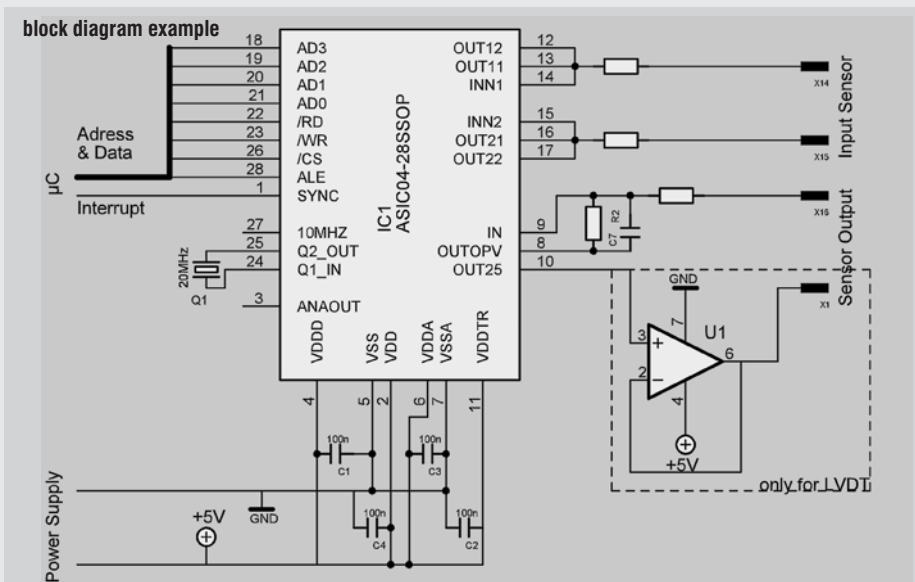 block diagram example
18 AD3 OUT12 12
19 AD2 OUT11 13
20 AD1 INN1 14
21 AD0
22 /RD INN2 15
23 /WR OUT21 16
26 /CS OUT22 17
28 ALE
1 SYNC
27 10MHZ IN 9
25 Q2_OUT OUTOPV 8
24 Q1_IN OUT25 10
3 ANAOUT
IC1
ASIC04-28SSOP
VDDD VSS VDD VDDA VSSA VDDTR
4 5 2 6 7 11
µC
Adress
& Data
Interrupt
20MHz
Q1
X14
X15
Input Sensor
R2
C7
X16
X1
Sensor Output
GND
7
U1
3 +
2 −
6
4
+5V
only for LVDT
100n
C1
100n
C3
100n
C4
100n
C2
Power Supply
GND
+5V